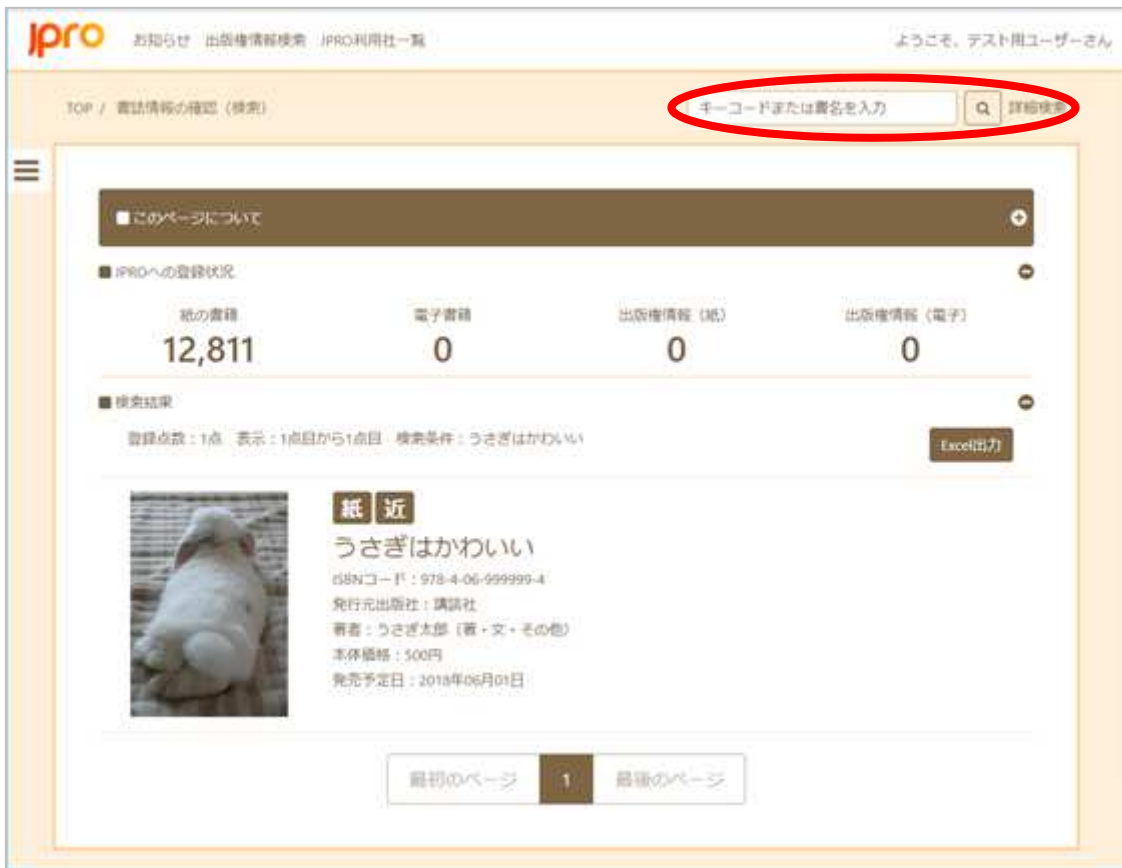 jpro お知らせ 出版権情報検索 JPRO利用社一覧 ようこそ、テスト用ユーザーさん
TOP / 書誌情報の確認（検索） キーコードまたは書名を入力 詳細検索
このページについて
JPROへの登録状況
紙の書籍 電子書籍 出版権情報（紙） 出版権情報（電子）
12,811 0 0 0
検索結果
登録点数：1点 表示：1点目から1点目 検索条件：うさぎはかわいい Excel出力
紙 近
うさぎはかわいい
ISBNコード：978-4-06-999999-4
発行元出版社：講談社
著者：うさぎ太郎（著・文・その他）
本体価格：500円
発売予定日：2018年06月01日
最初のページ 1 最後のページ